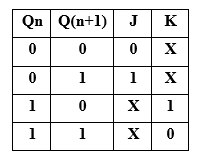 Qn Q(n+1) J K
0 0 0 X
0 1 1 X
1 0 X 1
1 1 X 0